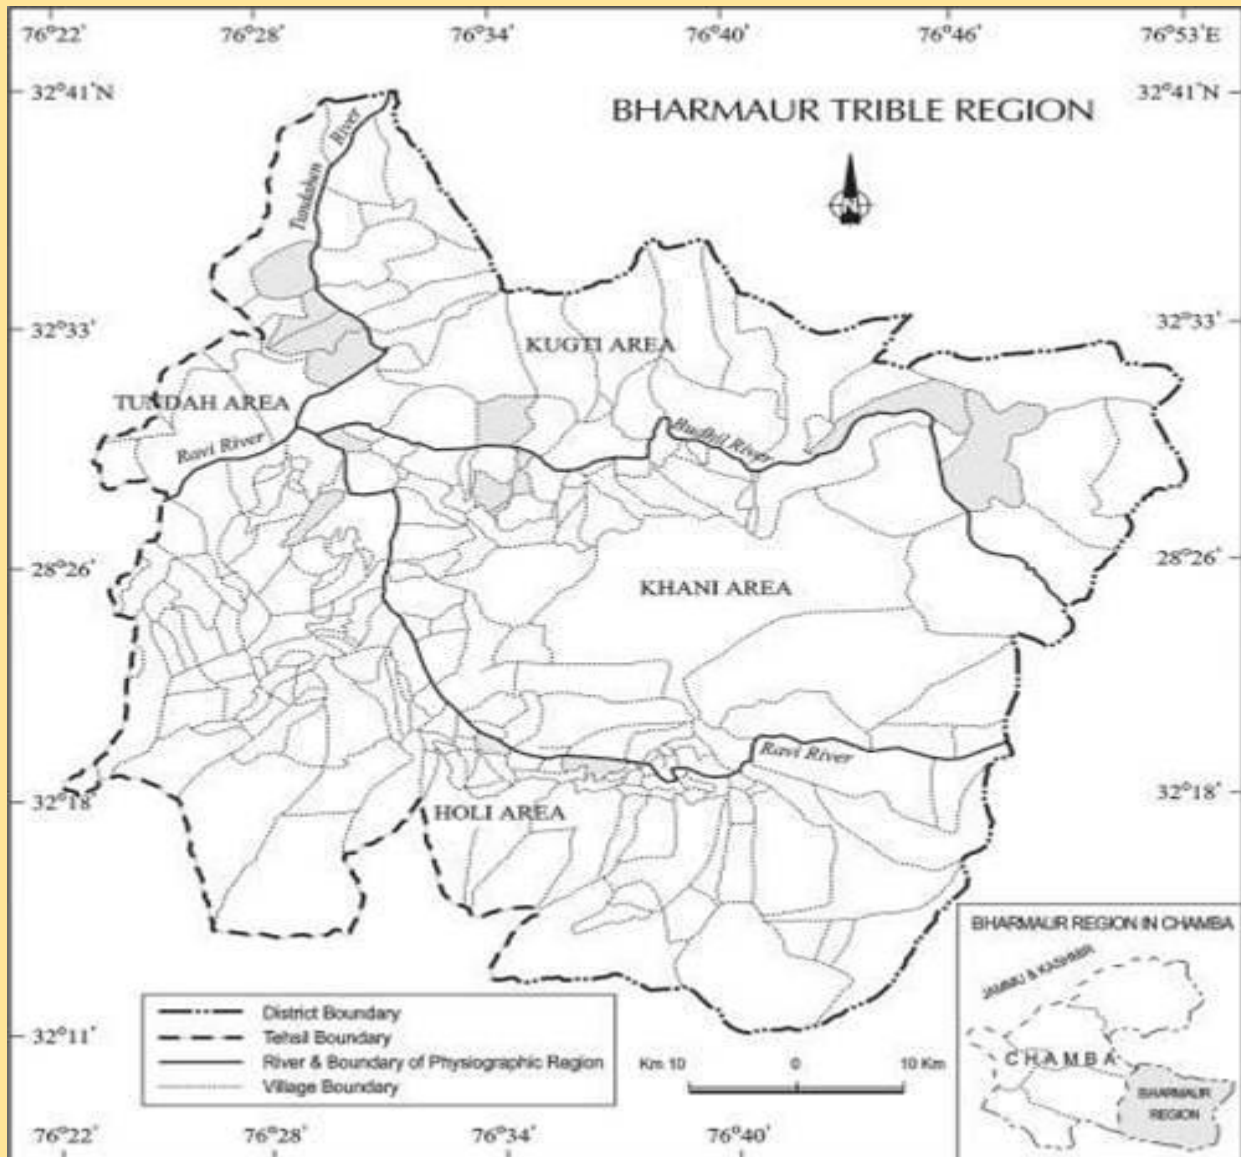 76°22' 76°28' 76°34' 76°40' 76°46' 76°53'E
32°41'N 32°41'N
BHARMAUR TRIBLE REGION
River
Tundahen
N
32°33' 32°33'
KUGTI AREA
TUNDAH AREA
Ravi River
Budhil River
28°26' 28°26'
KHANI AREA
Ravi River
32°18' 32°18'
HOLI AREA
BHARMAUR REGION IN CHAMBA
JAMMU & KASHMIR
CHAMBA
BHARMAUR
REGION
District Boundary
Tehsil Boundary
River & Boundary of Physiographic Region
Village Boundary
32°11'
Km 10 0 10 Km
76°22' 76°28' 76°34' 76°40'